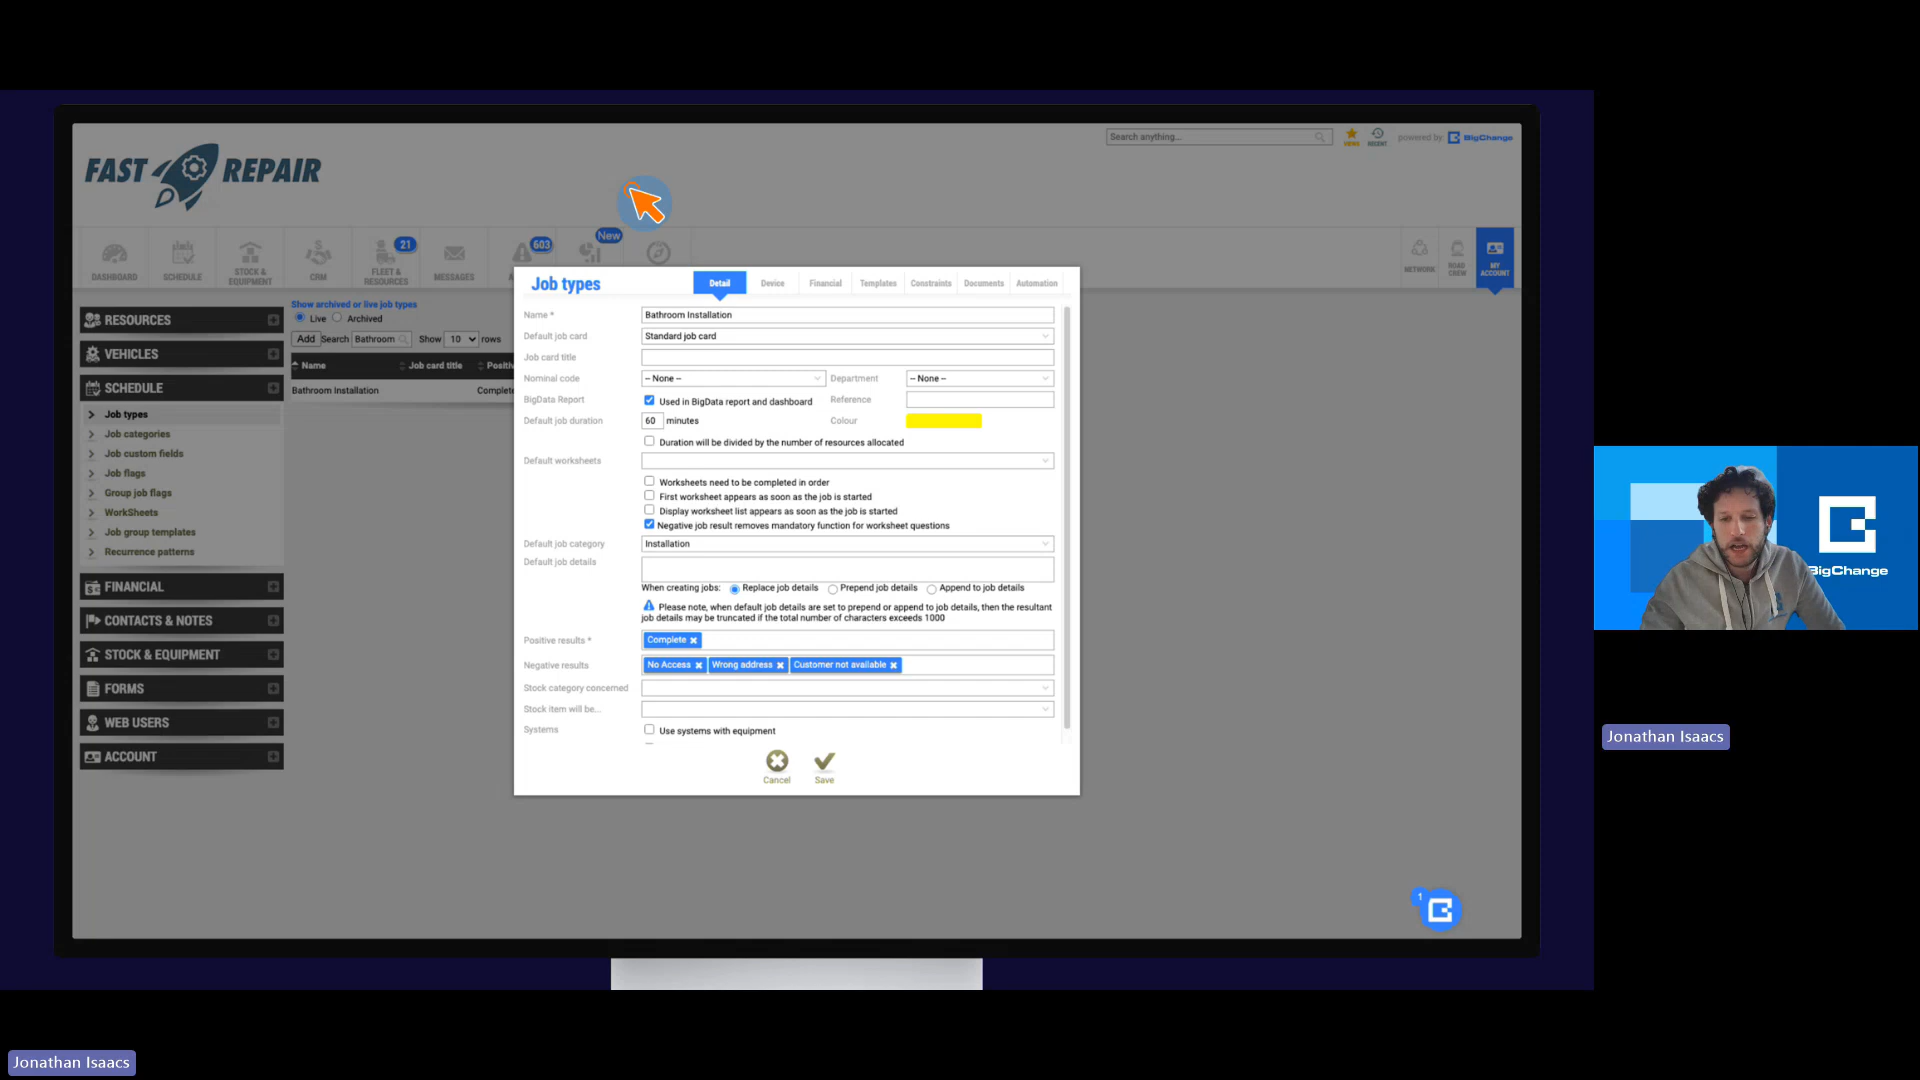 FAST REPAIR
Search anything...
NEWS
RECENT
powered by BigChange
DASHBOARD
SCHEDULE
STOCK & EQUIPMENT
CRM
21
FLEET & RESOURCES
MESSAGES
603
New
NETWORK
ROAD CREW
MY ACCOUNT
RESOURCES
VEHICLES
SCHEDULE
Job types
Job categories
Job custom fields
Job flags
Group job flags
WorkSheets
Job group templates
Recurrence patterns
FINANCIAL
CONTACTS & NOTES
STOCK & EQUIPMENT
FORMS
WEB USERS
ACCOUNT
Show archived or live job types
Live Archived
Add Search Bathroom Show 10 rows
Name Job card title
Bathroom Installation
Job types
Detail Device Financial Templates Constraints Documents Automation
Name * Bathroom Installation
Default job card Standard job card
Job card title
Nominal code -- None -- Department -- None --
BigData Report Used in BigData report and dashboard Reference
Default job duration 60 minutes Colour
Duration will be divided by the number of resources allocated
Default worksheets
Worksheets need to be completed in order
First worksheet appears as soon as the job is started
Display worksheet list appears as soon as the job is started
Negative job result removes mandatory function for worksheet questions
Default job category Installation
Default job details
When creating jobs: Replace job details Prepend job details Append to job details
Please note, when default job details are set to prepend or append to job details, then the resultant
job details may be truncated if the total number of characters exceeds 1000
Positive results * Complete
Negative results No Access Wrong address Customer not available
Stock category concerned
Stock item will be...
Systems Use systems with equipment
Cancel Save
1
BigChange
Jonathan Isaacs
Jonathan Isaacs